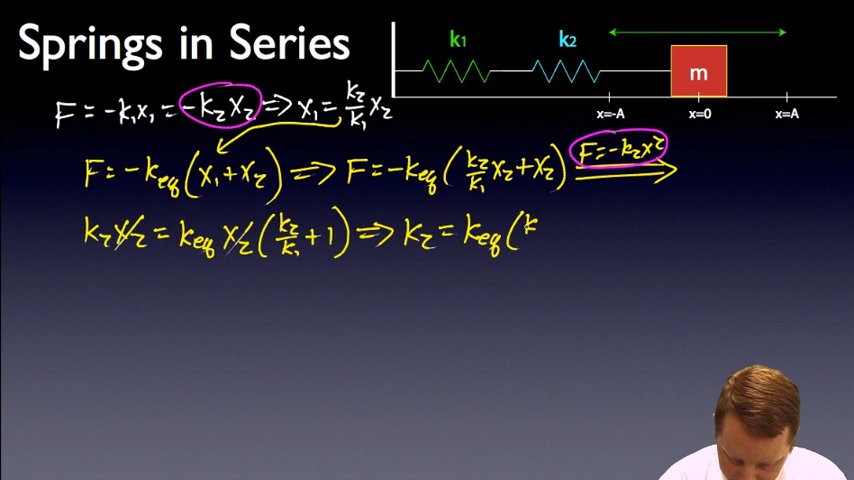 Springs in Series
k1 k2 m
x=-A x=0 x=A
F = -k₁x₁ = -k₂x₂ ⇒ x₁ = k₂/k₁ x₂
F = -keq(x₁+x₂) ⇒ F = -keq(k₂/k₁ x₂ + x₂) F=-k₂x²
k₂x₂ = keq x₂(k₂/k₁ + 1) ⇒ k₂ = keq(k